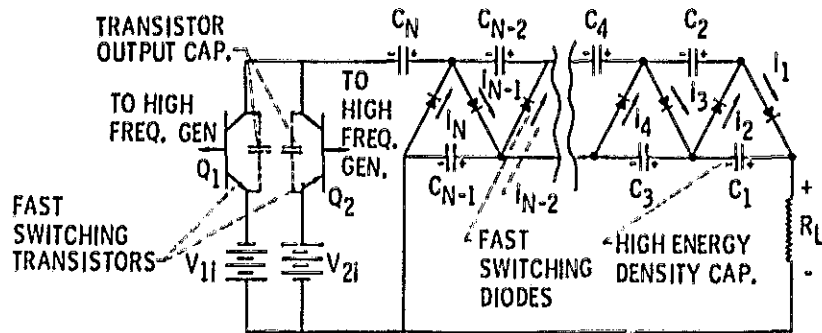 TRANSISTOR
OUTPUT CAP.
C_N
C_N-2
C_4
C_2
TO HIGH
FREQ. GEN
TO
HIGH
FREQ.
GEN.
I_N-1
I_N
I_3
I_1
I_4
I_2
Q_1
Q_2
C_N-1
I_N-2
C_3
C_1
FAST
SWITCHING
TRANSISTORS
V_1i
V_2i
FAST
SWITCHING
DIODES
HIGH ENERGY
DENSITY CAP.
+
R_L
-